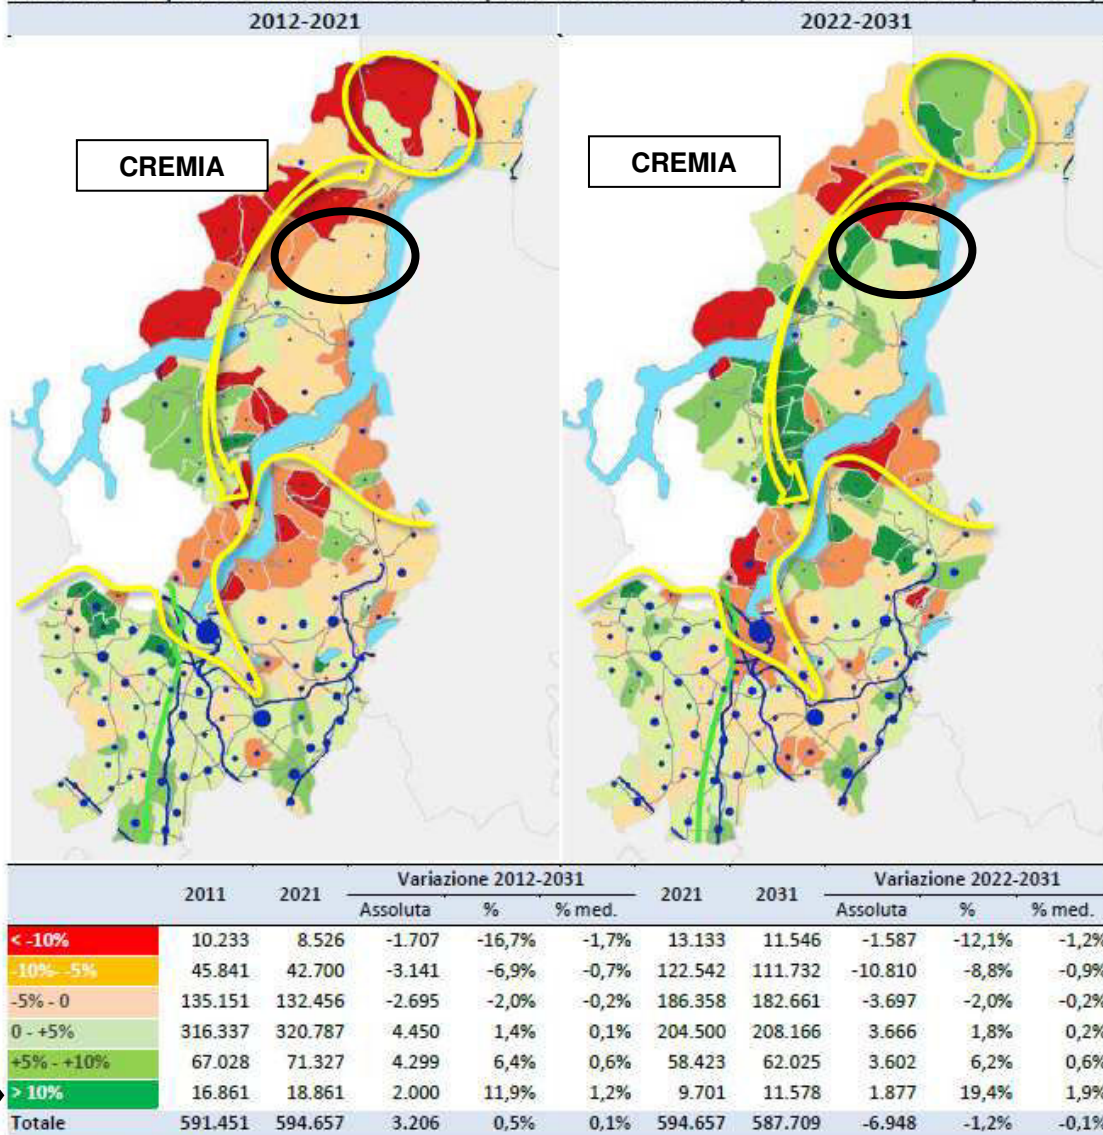 2012-2021 2022-2031
CREMIA CREMIA
2011 2021 Variazione 2012-2031 2021 2031 Variazione 2022-2031
Assoluta % % med. Assoluta % % med.
< -10% 10.233 8.526 -1.707 -16,7% -1,7% 13.133 11.546 -1.587 -12,1% -1,2%
-10%- -5% 45.841 42.700 -3.141 -6,9% -0,7% 122.542 111.732 -10.810 -8,8% -0,9%
-5% - 0 135.151 132.456 -2.695 -2,0% -0,2% 186.358 182.661 -3.697 -2,0% -0,2%
0 - +5% 316.337 320.787 4.450 1,4% 0,1% 204.500 208.166 3.666 1,8% 0,2%
+5% - +10% 67.028 71.327 4.299 6,4% 0,6% 58.423 62.025 3.602 6,2% 0,6%
> 10% 16.861 18.861 2.000 11,9% 1,2% 9.701 11.578 1.877 19,4% 1,9%
Totale 591.451 594.657 3.206 0,5% 0,1% 594.657 587.709 -6.948 -1,2% -0,1%